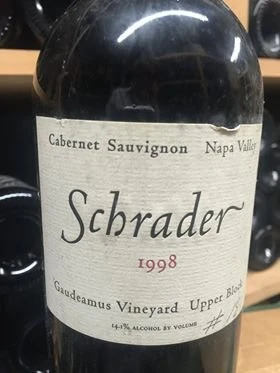 Cabernet Sauvignon Napa Valley
Schrader
1998
Gaudeamus Vineyard Upper Block
14.1% ALCOHOL BY VOLUME #